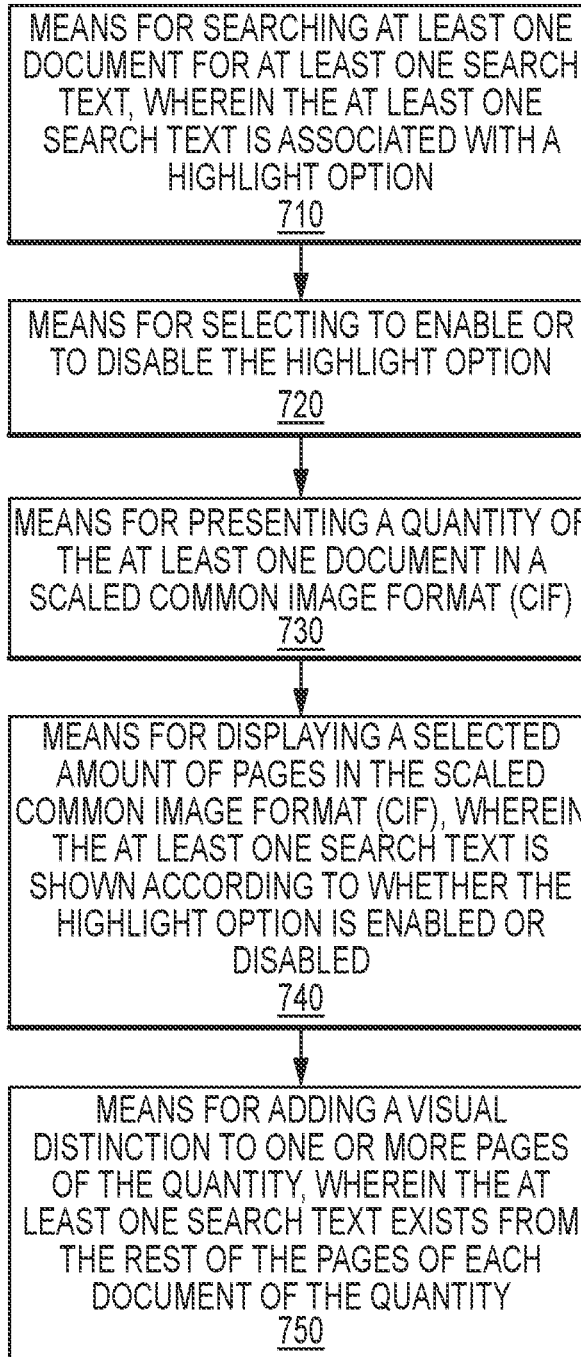 MEANS FOR SEARCHING AT LEAST ONE
DOCUMENT FOR AT LEAST ONE SEARCH
TEXT, WHEREIN THE AT LEAST ONE
SEARCH TEXT IS ASSOCIATED WITH A
HIGHLIGHT OPTION
710
MEANS FOR SELECTING TO ENABLE OR
TO DISABLE THE HIGHLIGHT OPTION
720
MEANS FOR PRESENTING A QUANTITY OF
THE AT LEAST ONE DOCUMENT IN A
SCALED COMMON IMAGE FORMAT (CIF)
730
MEANS FOR DISPLAYING A SELECTED
AMOUNT OF PAGES IN THE SCALED
COMMON IMAGE FORMAT (CIF), WHEREIN
THE AT LEAST ONE SEARCH TEXT IS
SHOWN ACCORDING TO WHETHER THE
HIGHLIGHT OPTION IS ENABLED OR
DISABLED
740
MEANS FOR ADDING A VISUAL
DISTINCTION TO ONE OR MORE PAGES
OF THE QUANTITY, WHEREIN THE AT
LEAST ONE SEARCH TEXT EXISTS FROM
THE REST OF THE PAGES OF EACH
DOCUMENT OF THE QUANTITY
750